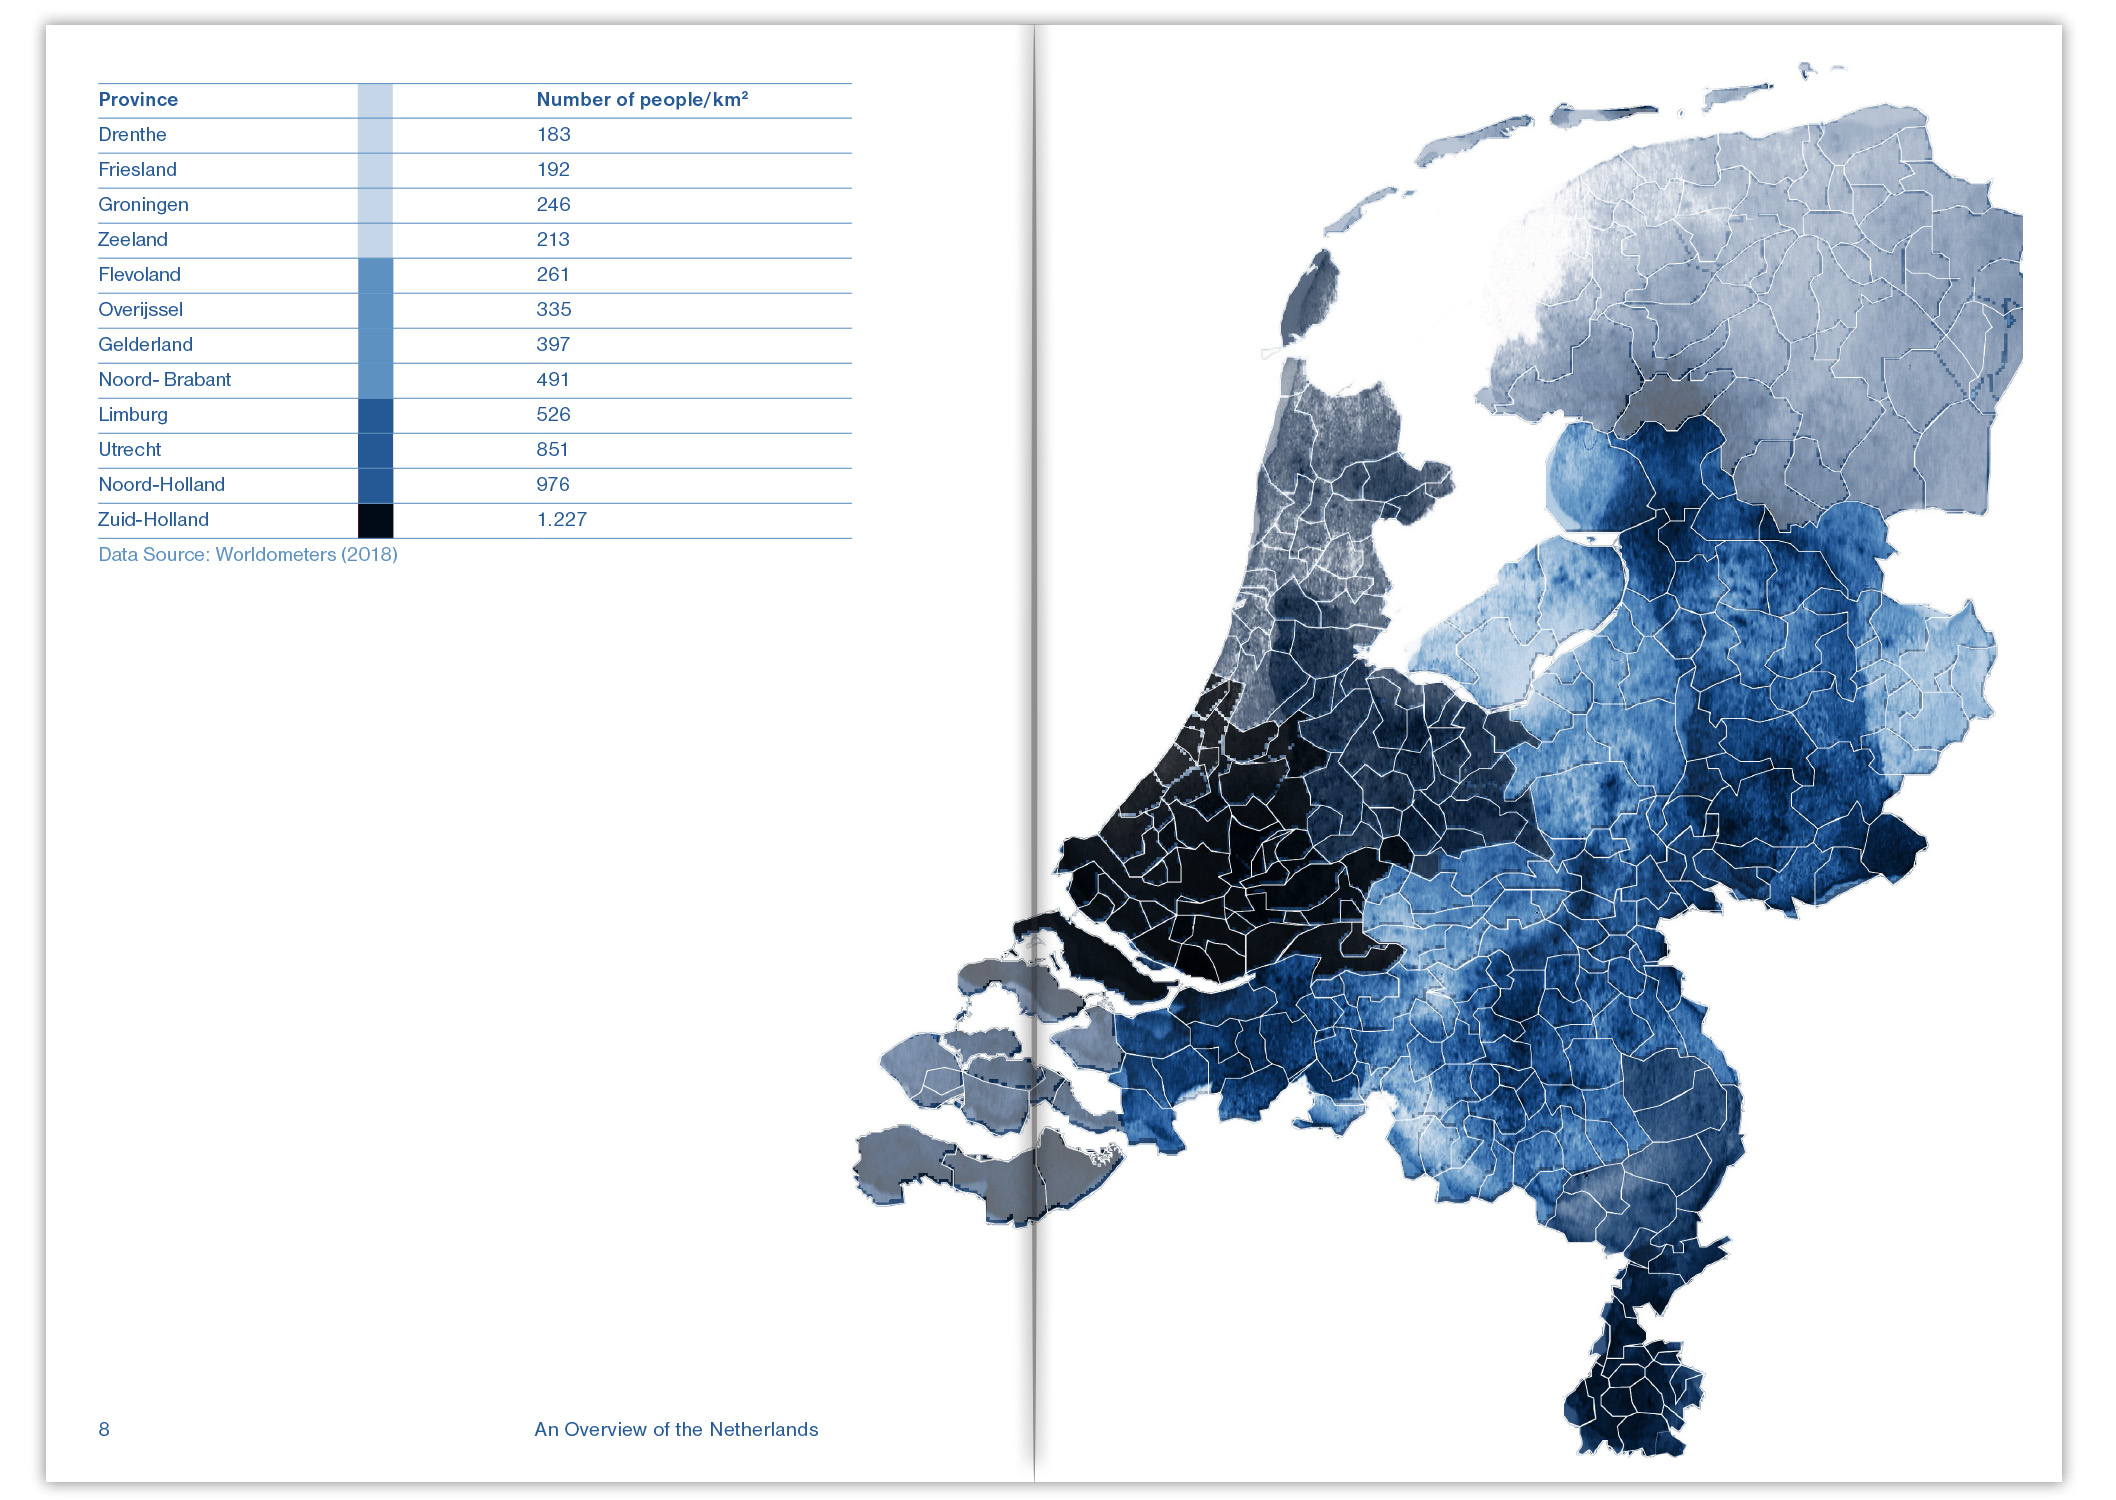 Province Number of people/km²
Drenthe 183
Friesland 192
Groningen 246
Zeeland 213
Flevoland 261
Overijssel 335
Gelderland 397
Noord- Brabant 491
Limburg 526
Utrecht 851
Noord-Holland 976
Zuid-Holland 1.227
Data Source: Worldometers (2018)
8 An Overview of the Netherlands